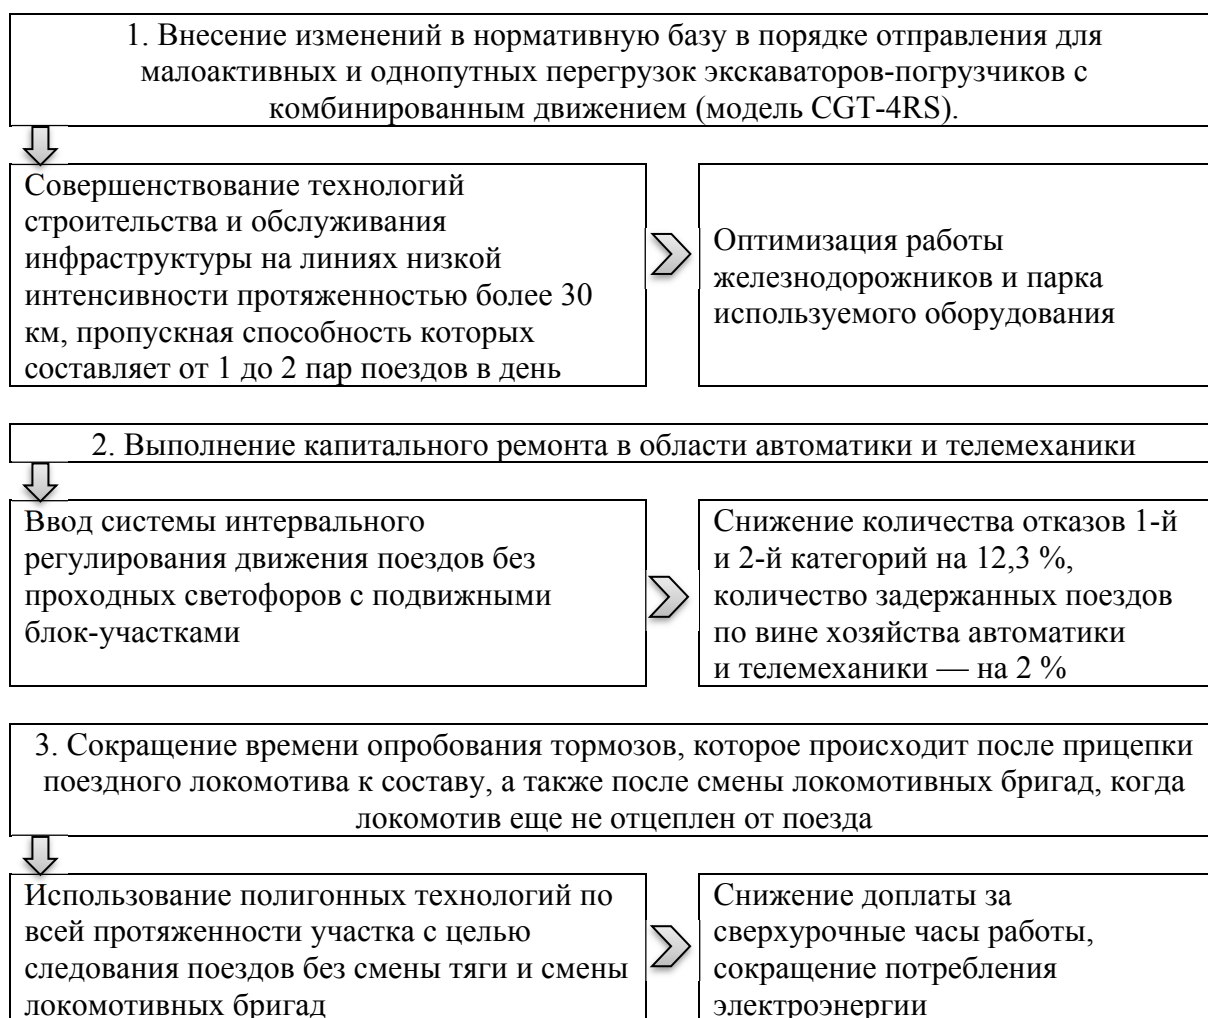 1. Внесение изменений в нормативную базу в порядке отправления для
малоактивных и однопутных перегрузок экскаваторов-погрузчиков с
комбинированным движением (модель CGT-4RS).
Совершенствование технологий
строительства и обслуживания
инфраструктуры на линиях низкой
интенсивности протяженностью более 30
км, пропускная способность которых
составляет от 1 до 2 пар поездов в день
Оптимизация работы
железнодорожников и парка
используемого оборудования
2. Выполнение капитального ремонта в области автоматики и телемеханики
Ввод системы интервального
регулирования движения поездов без
проходных светофоров с подвижными
блок-участками
Снижение количества отказов 1-й
и 2-й категорий на 12,3 %,
количество задержанных поездов
по вине хозяйства автоматики
и телемеханики — на 2 %
3. Сокращение времени опробования тормозов, которое происходит после прицепки
поездного локомотива к составу, а также после смены локомотивных бригад, когда
локомотив еще не отцеплен от поезда
Использование полигонных технологий по
всей протяженности участка с целью
следования поездов без смены тяги и смены
локомотивных бригад
Снижение доплаты за
сверхурочные часы работы,
сокращение потребления
электроэнергии